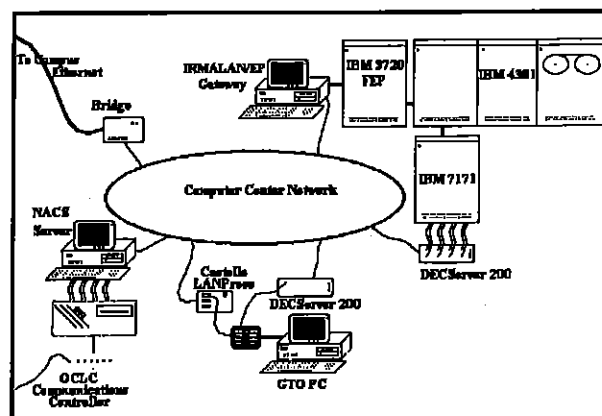 To Campus
Ethernet
Bridge
IRMALAN/EP
Gateway
IBM 3720
FEP
IBM 4381
IBM 7171
DECServer 200
Computer Center Network
NACS
Server
Castelle
LANPress
DECServer 200
GTO PC
OCLC
Communications
Controller